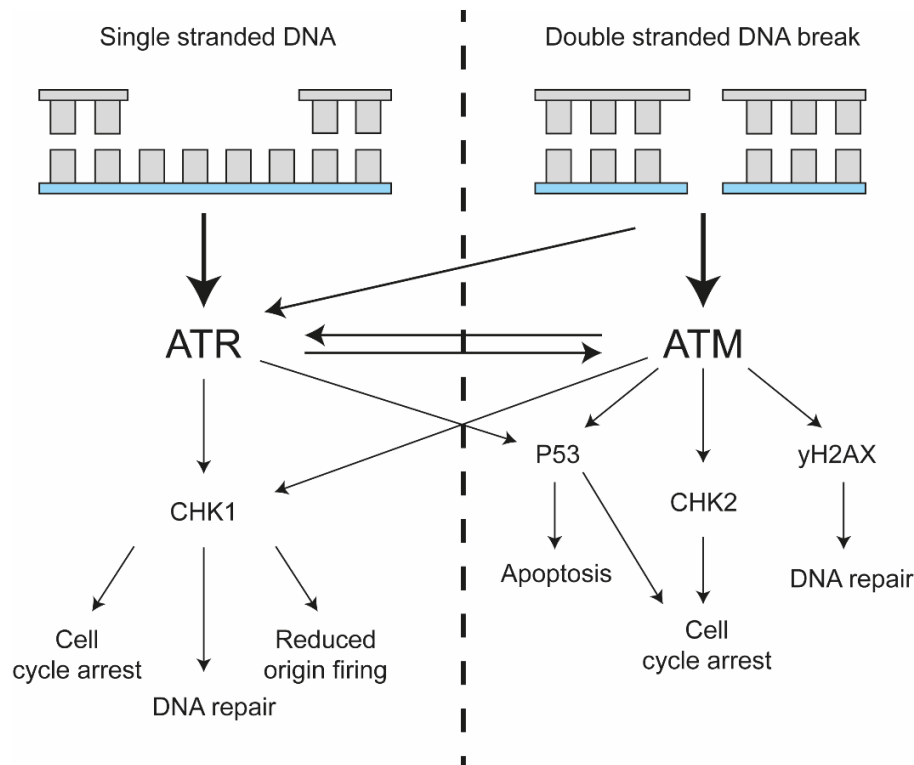 Single stranded DNA
Double stranded DNA break
ATR
ATM
P53
yH2AX
CHK1
CHK2
Apoptosis
DNA repair
Cell
cycle arrest
Reduced
origin firing
Cell
cycle arrest
DNA repair